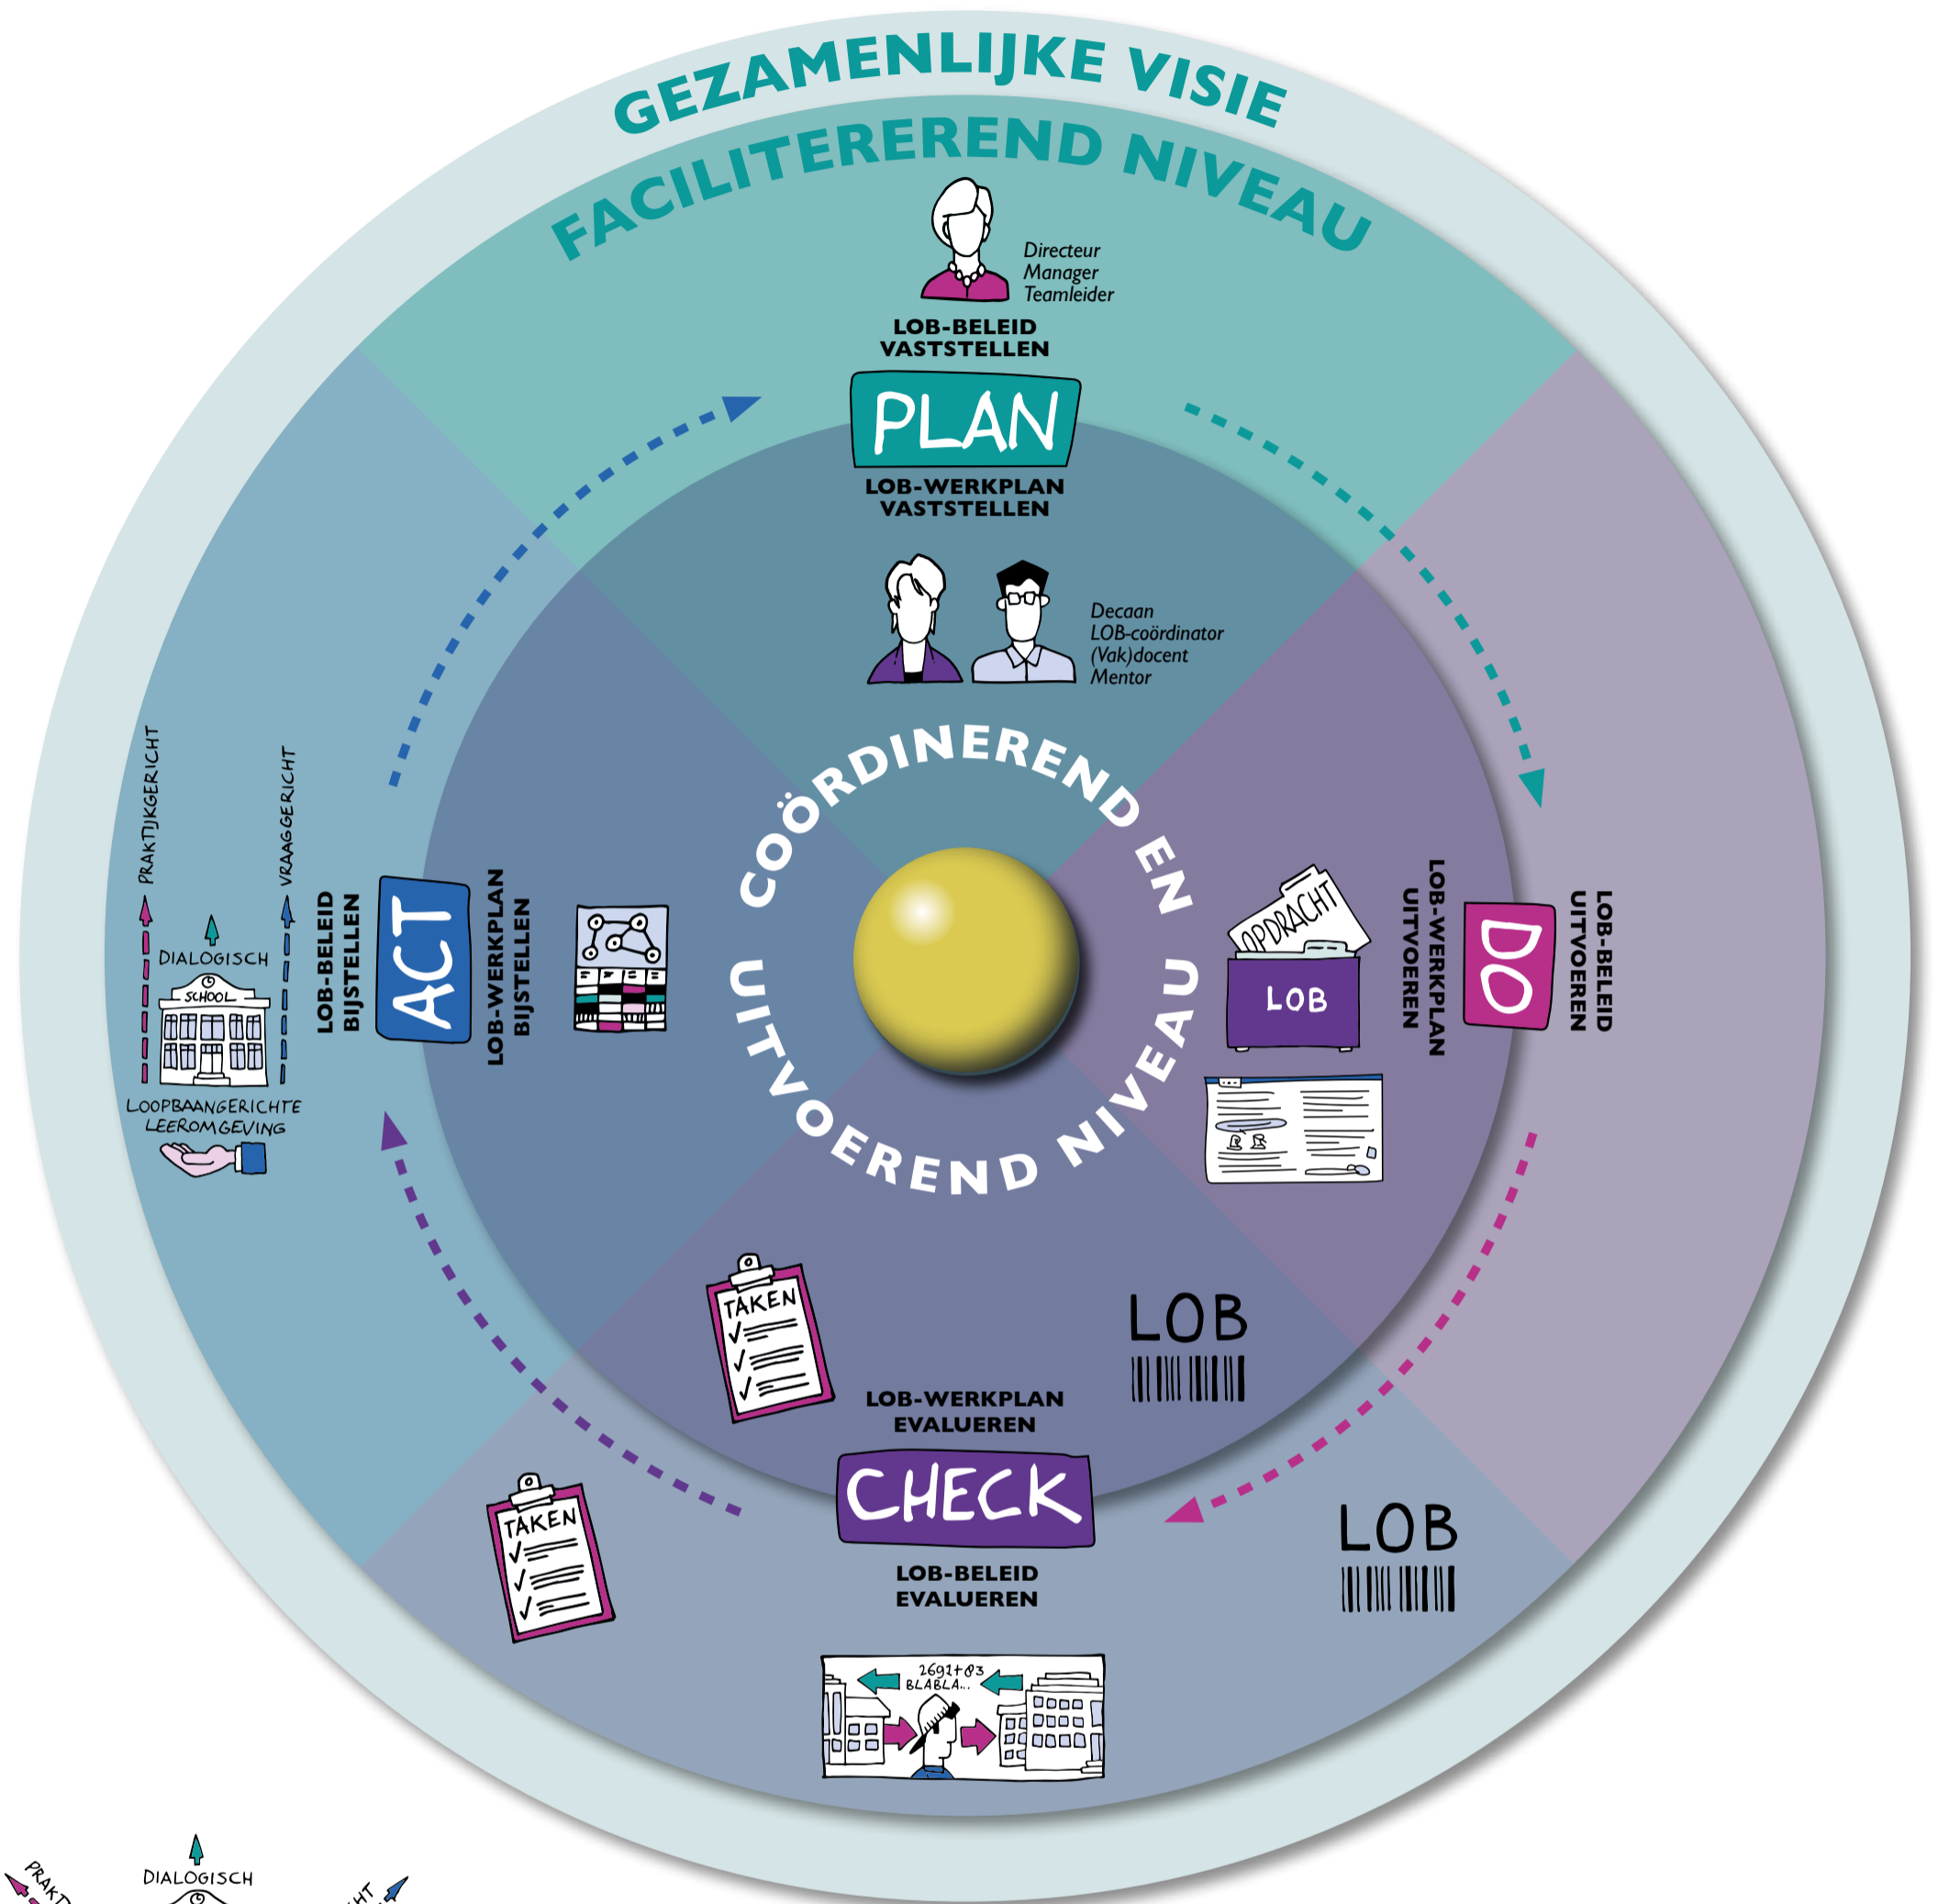 GEZAMENLIJKE VISIE
FACILITEREREND NIVEAU
Directeur
Manager
Teamleider
LOB-BELEID
VASTSTELLEN
PLAN
LOB-WERKPLAN
VASTSTELLEN
Decaan
LOB-coördinator
(Vak)docent
Mentor
COÖRDINEREND EN
UITVOEREND NIVEAU
OPDRACHT
LOB
LOB-WERKPLAN
UITVOEREN
DO
LOB-BELEID
UITVOEREN
TAKEN
LOB
LOB-WERKPLAN
EVALUEREN
CHECK
LOB-BELEID
EVALUEREN
TAKEN
LOB
2691+83
BLABLA...
PRAKTIJKGERICHT
VRAAGGERICHT
DIALOGISCH
SCHOOL
LOOPBAANGERICHTE
LEEROMGEVING
LOB-BELEID
BIJSTELLEN
ACT
LOB-WERKPLAN
BIJSTELLEN
DIALOGISCH